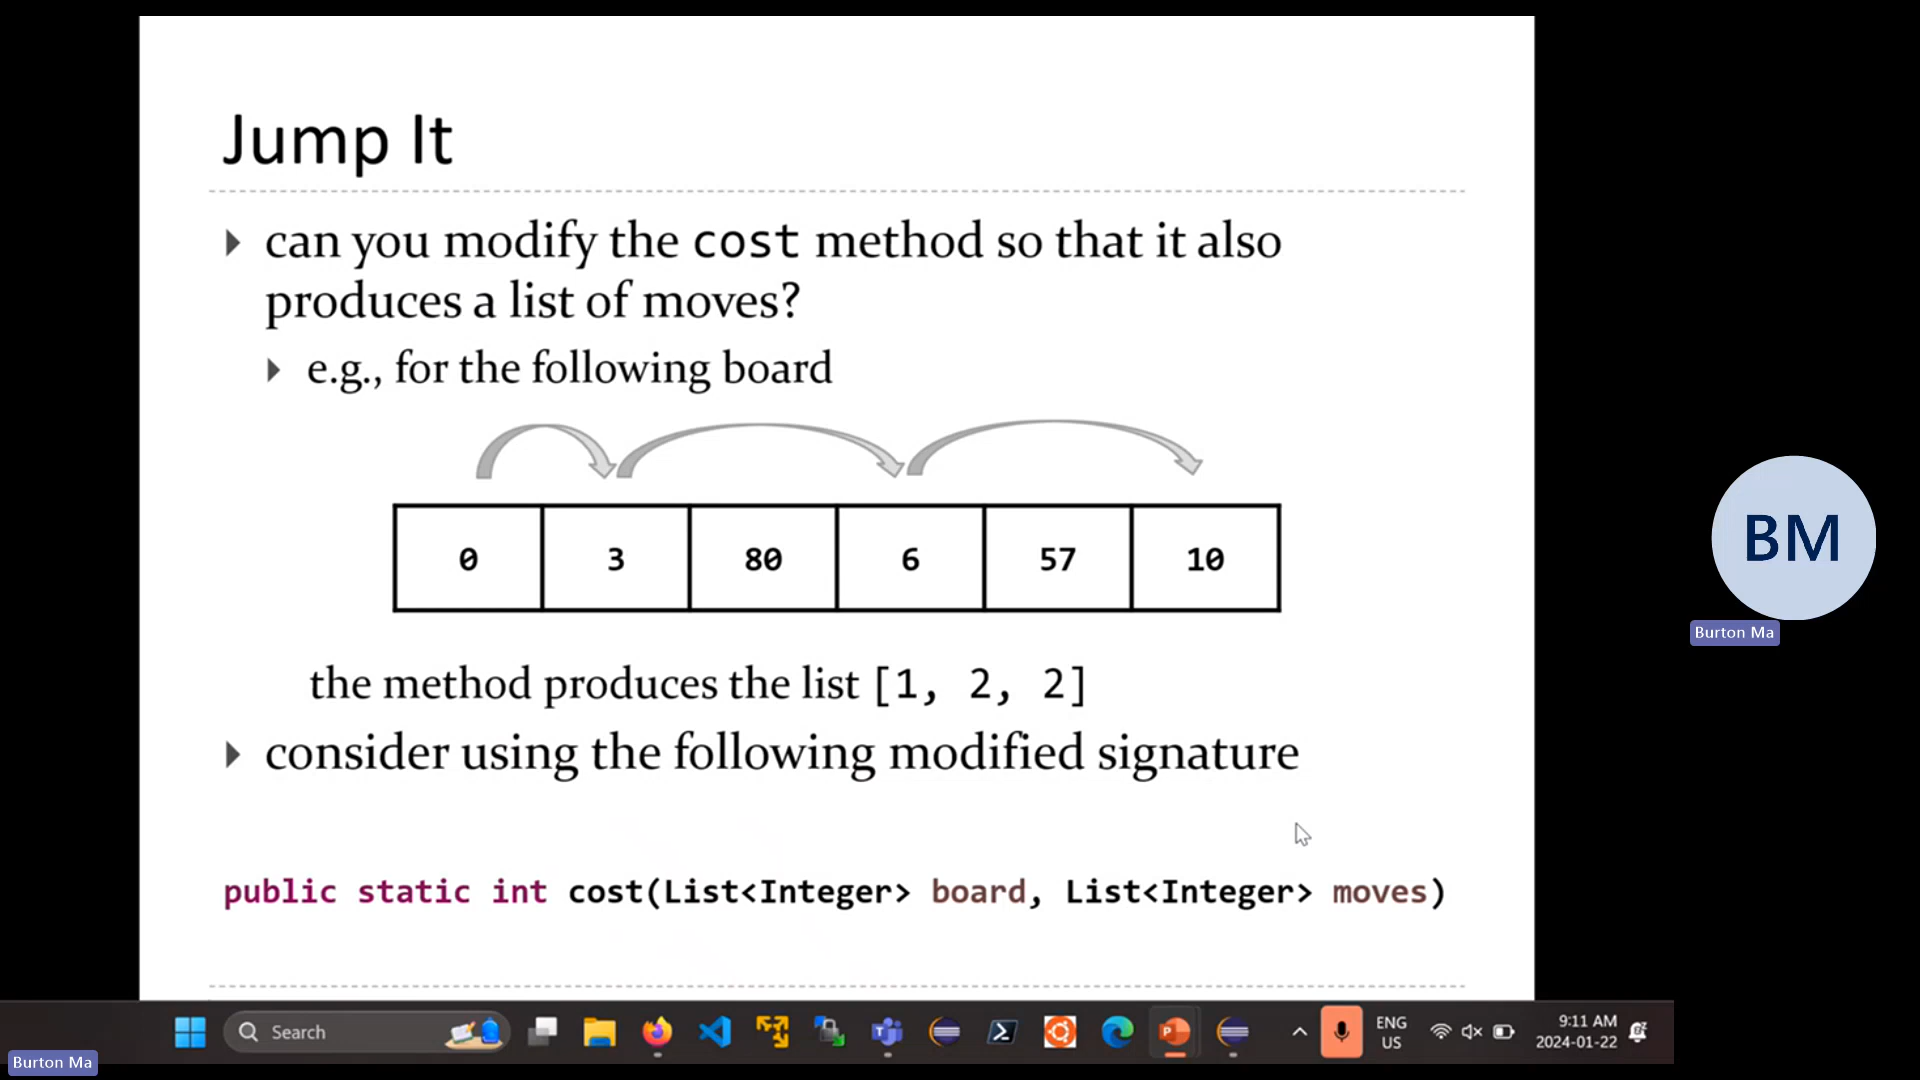 Jump It
can you modify the cost method so that it also
produces a list of moves?
e.g., for the following board
0 3 80 6 57 10
the method produces the list [1, 2, 2]
consider using the following modified signature
public static int cost(List<Integer> board, List<Integer> moves)
BM
Burton Ma
Search
ENG
US
9:11 AM
2024-01-22
Burton Ma